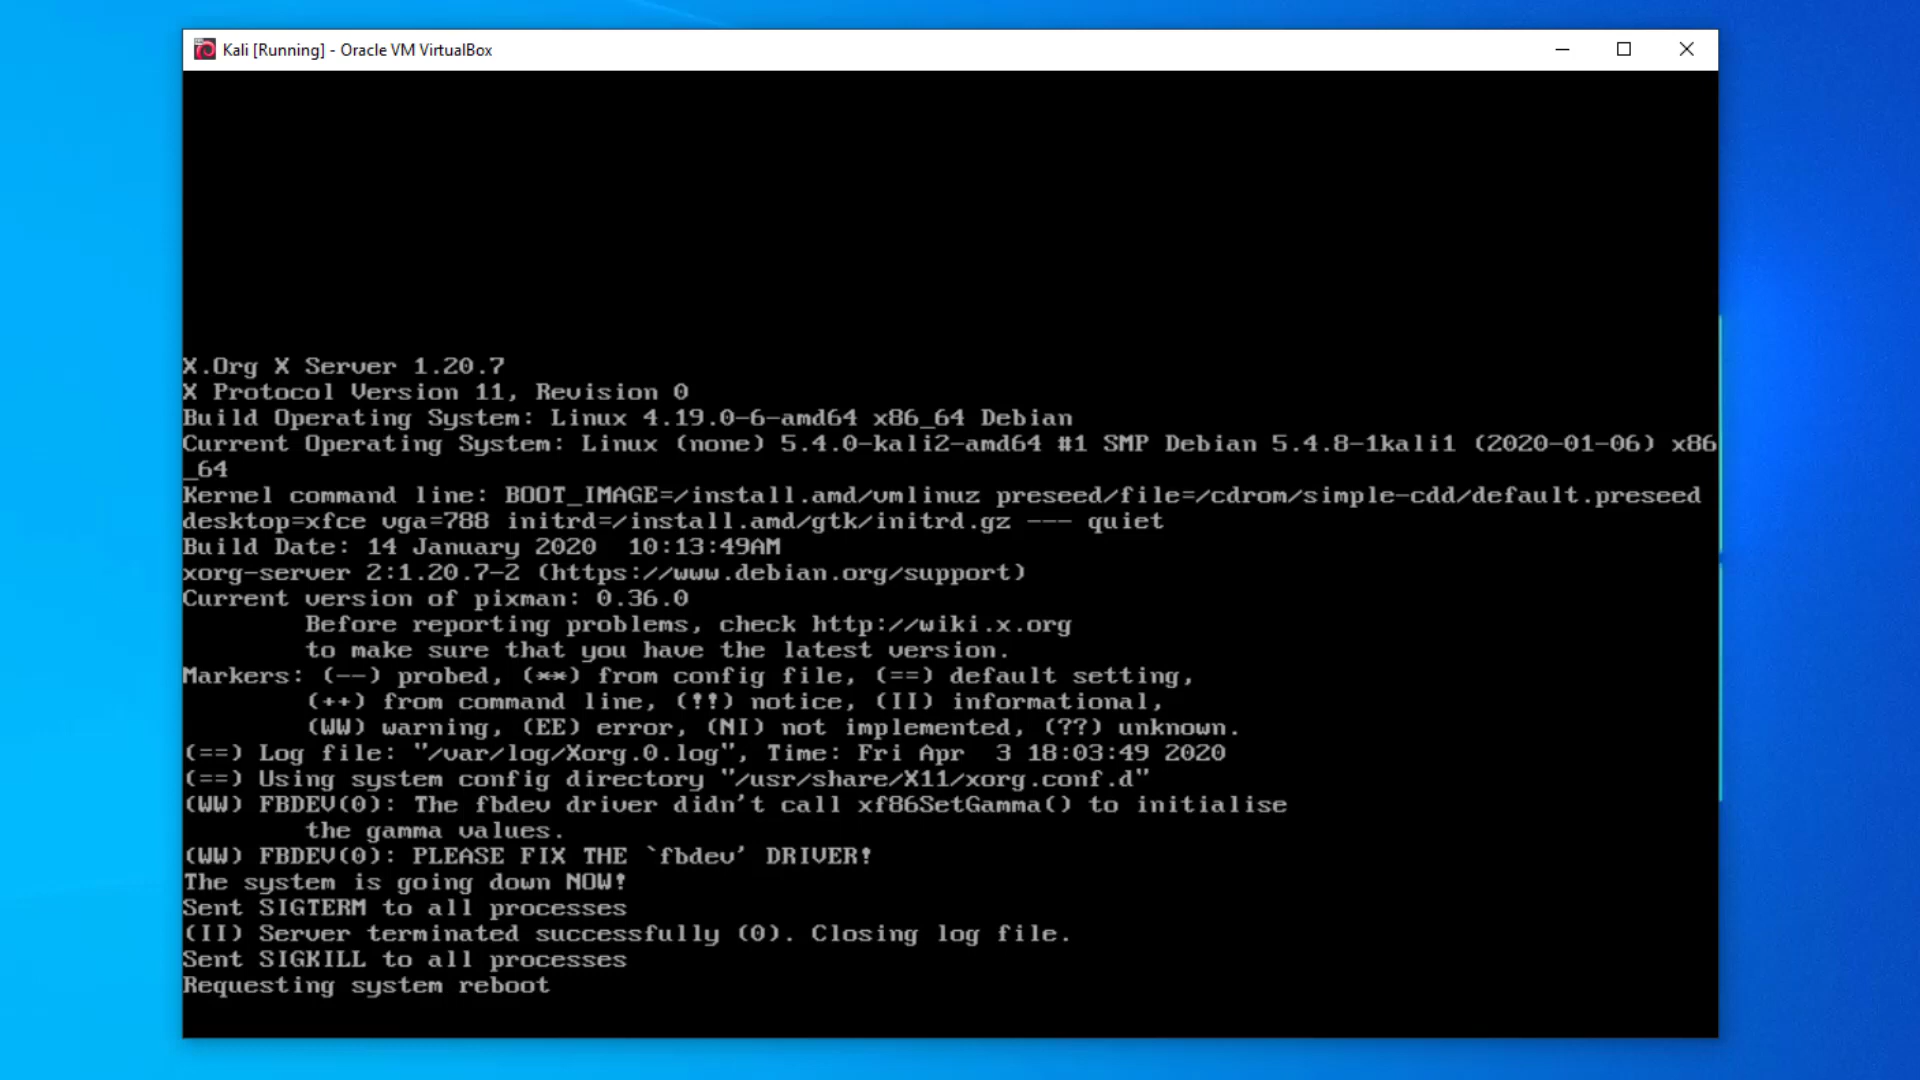 Kali [Running] - Oracle VM VirtualBox
X.Org X Server 1.20.7
X Protocol Version 11, Revision 0
Build Operating System: Linux 4.19.0-6-amd64 x86_64 Debian
Current Operating System: Linux (none) 5.4.0-kali2-amd64 #1 SMP Debian 5.4.8-1kali1 (2020-01-06) x86
_64
Kernel command line: BOOT_IMAGE=/install.amd/vmlinuz preseed/file=/cdrom/simple-cdd/default.preseed
desktop=xfce vga=788 initrd=/install.amd/gtk/initrd.gz --- quiet
Build Date: 14 January 2020  10:13:49AM
xorg-server 2:1.20.7-2 (https://www.debian.org/support)
Current version of pixman: 0.36.0
        Before reporting problems, check http://wiki.x.org
        to make sure that you have the latest version.
Markers: (--) probed, (**) from config file, (==) default setting,
        (++) from command line, (!!) notice, (II) informational,
        (WW) warning, (EE) error, (NI) not implemented, (??) unknown.
(==) Log file: "/var/log/Xorg.0.log", Time: Fri Apr  3 18:03:49 2020
(==) Using system config directory "/usr/share/X11/xorg.conf.d"
(WW) FBDEV(0): The fbdev driver didn't call xf86SetGamma() to initialise
        the gamma values.
(WW) FBDEV(0): PLEASE FIX THE `fbdev' DRIVER!
The system is going down NOW!
Sent SIGTERM to all processes
(II) Server terminated successfully (0). Closing log file.
Sent SIGKILL to all processes
Requesting system reboot